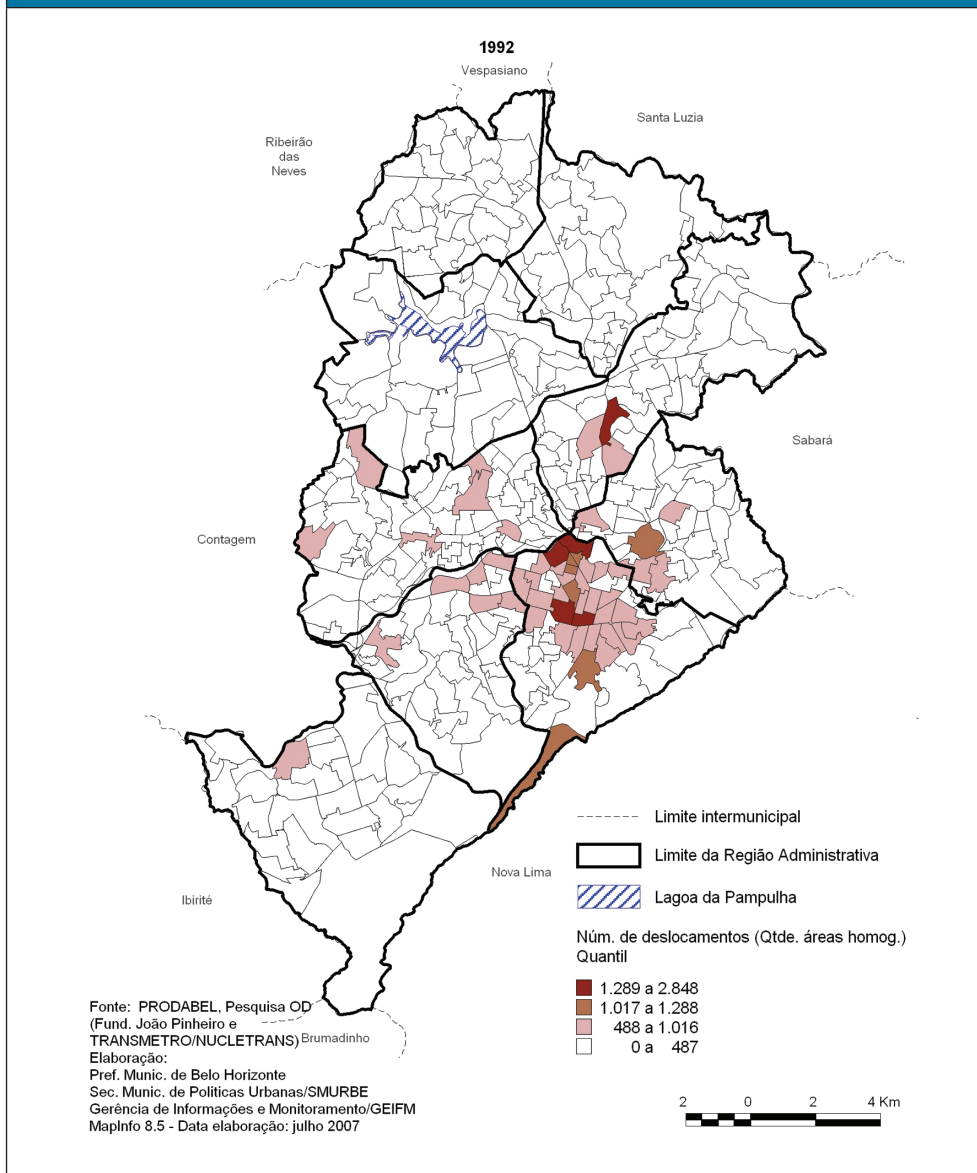 1992
Vespasiano
Santa Luzia
Ribeirão
das
Neves
Sabará
Contagem
Limite intermunicipal
Limite da Região Administrativa
Nova Lima
Lagoa da Pampulha
Ibirité
Núm. de deslocamentos (Qtde. áreas homog.)
Quantil
1.289 a 2.848
1.017 a 1.288
488 a 1.016
0 a 487
Fonte: PRODABEL, Pesquisa OD
(Fund. João Pinheiro e
TRANSMETRO/NUCLETRANS)
Brumadinho
Elaboração:
Pref. Munic. de Belo Horizonte
Sec. Munic. de Politicas Urbanas/SMURBE
Gerência de Informações e Monitoramento/GEIFM
MapInfo 8.5 - Data elaboração: julho 2007
2 0 2 4 Km